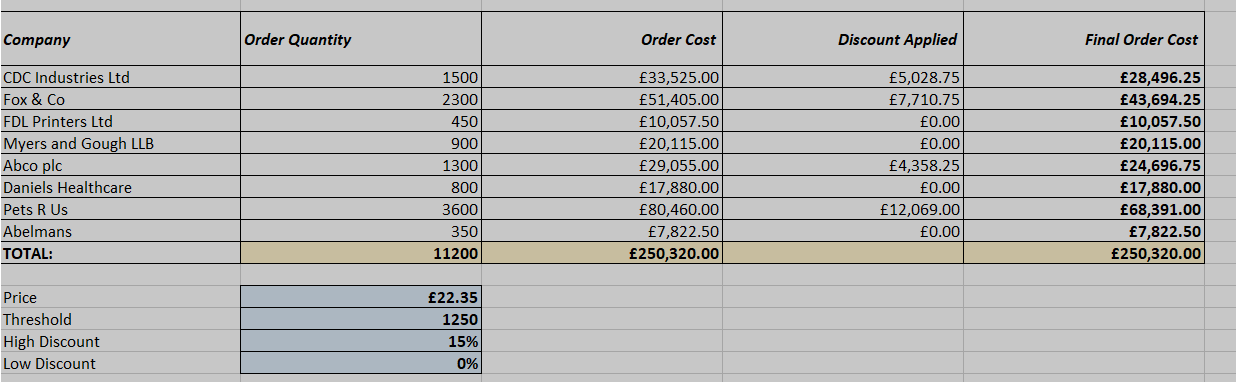 Company Order Quantity Order Cost Discount Applied Final Order Cost
CDC Industries Ltd 1500 £33,525.00 £5,028.75 £28,496.25
Fox & Co 2300 £51,405.00 £7,710.75 £43,694.25
FDL Printers Ltd 450 £10,057.50 £0.00 £10,057.50
Myers and Gough LLB 900 £20,115.00 £0.00 £20,115.00
Abco plc 1300 £29,055.00 £4,358.25 £24,696.75
Daniels Healthcare 800 £17,880.00 £0.00 £17,880.00
Pets R Us 3600 £80,460.00 £12,069.00 £68,391.00
Abelmans 350 £7,822.50 £0.00 £7,822.50
TOTAL: 11200 £250,320.00 £250,320.00
Price £22.35
Threshold 1250
High Discount 15%
Low Discount 0%